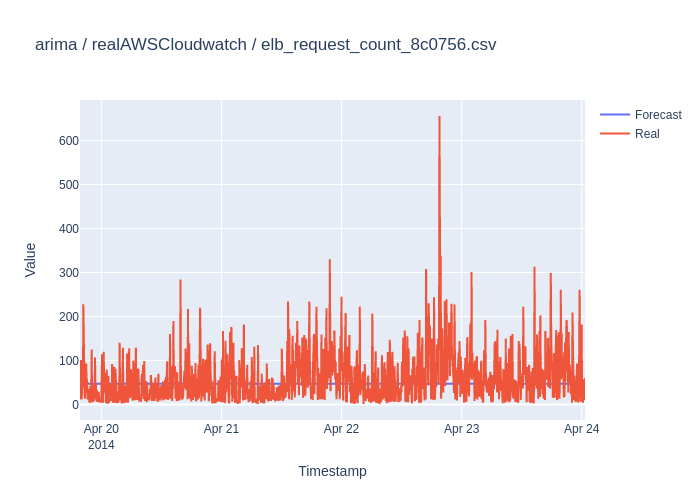 arima / realAWSCloudwatch / elb_request_count_8c0756.csv
Forecast
Real
600
500
400
300
200
100
0
Value
Apr 20
2014
Apr 21
Apr 22
Apr 23
Apr 24
Timestamp